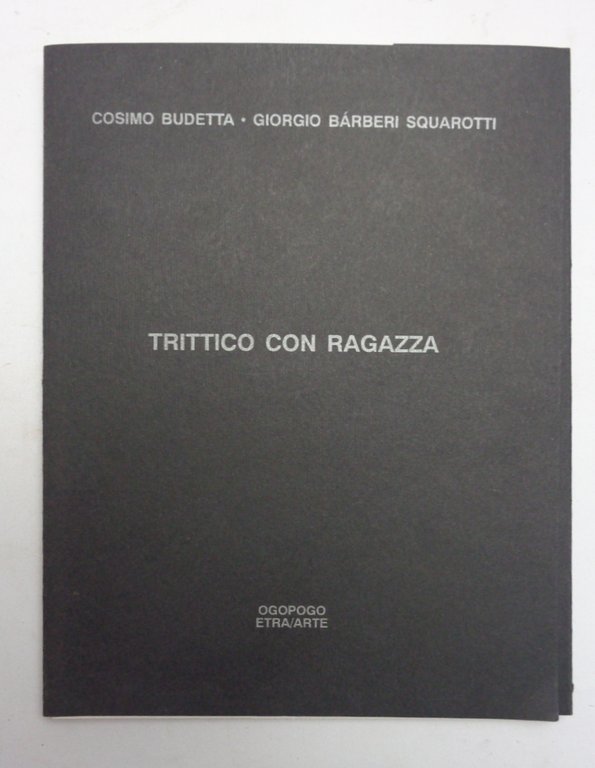 COSIMO BUDETTA • GIORGIO BÁRBERI SQUAROTTI
TRITTICO CON RAGAZZA
OGOPOGO
ETRA/ARTE